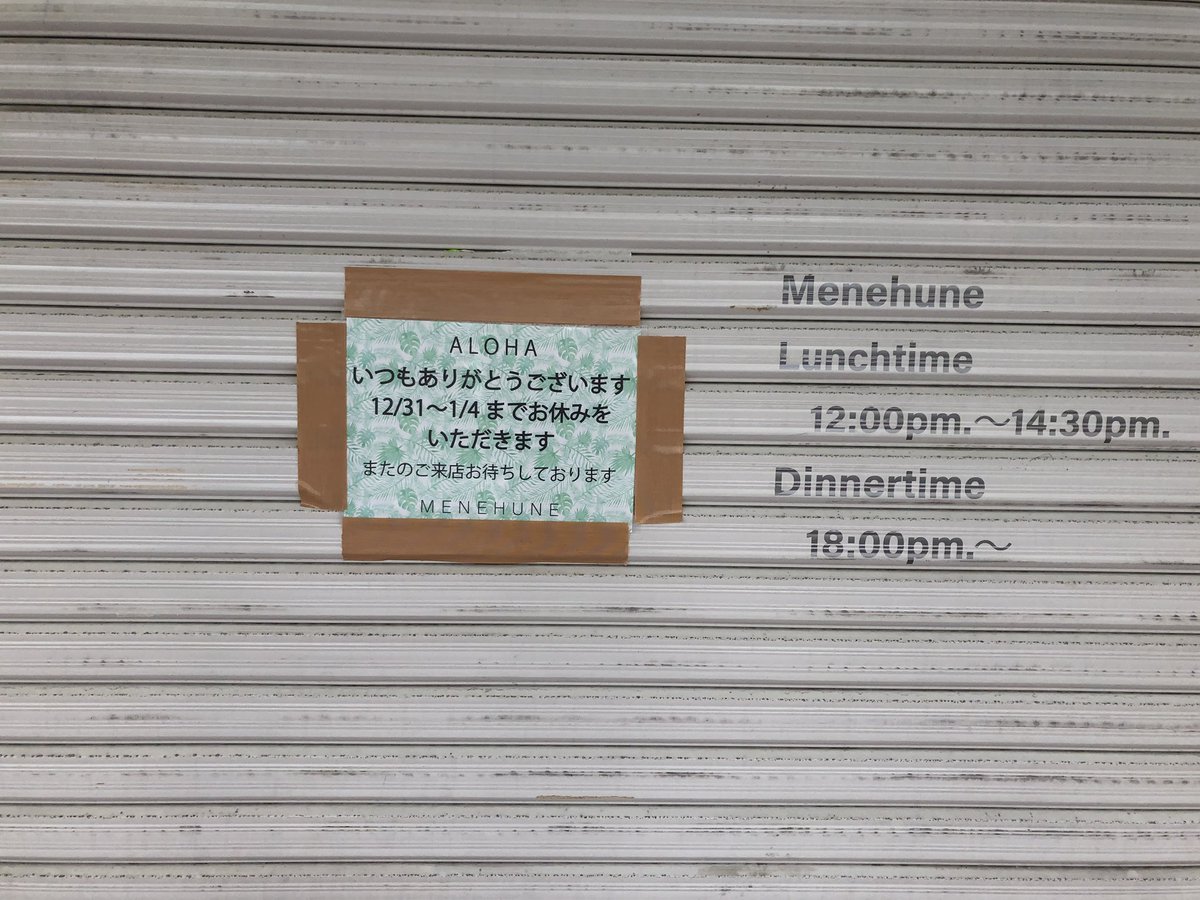 ALOHA
いつもありがとうございます
12/31～1/4 までお休みを
いただきます
またのご来店お待ちしております
MENEHUNE
Menehune
Lunchtime
12:00pm.～14:30pm.
Dinnertime
18:00pm.～